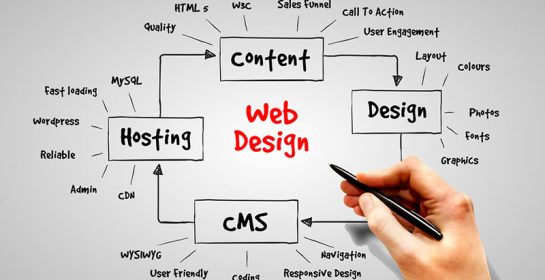 HTML 5
W3C
Sales Funnel
Call To Action
Quality
User Engagement
Content
Layout
Colours
MySQL
Fast loading
Wordpress
Reliable
Admin
CDN
Hosting
Web
Design
Design
Photos
Fonts
Graphics
CMS
WYSIWYG
User Friendly
Coding
Responsive Design
Navigation